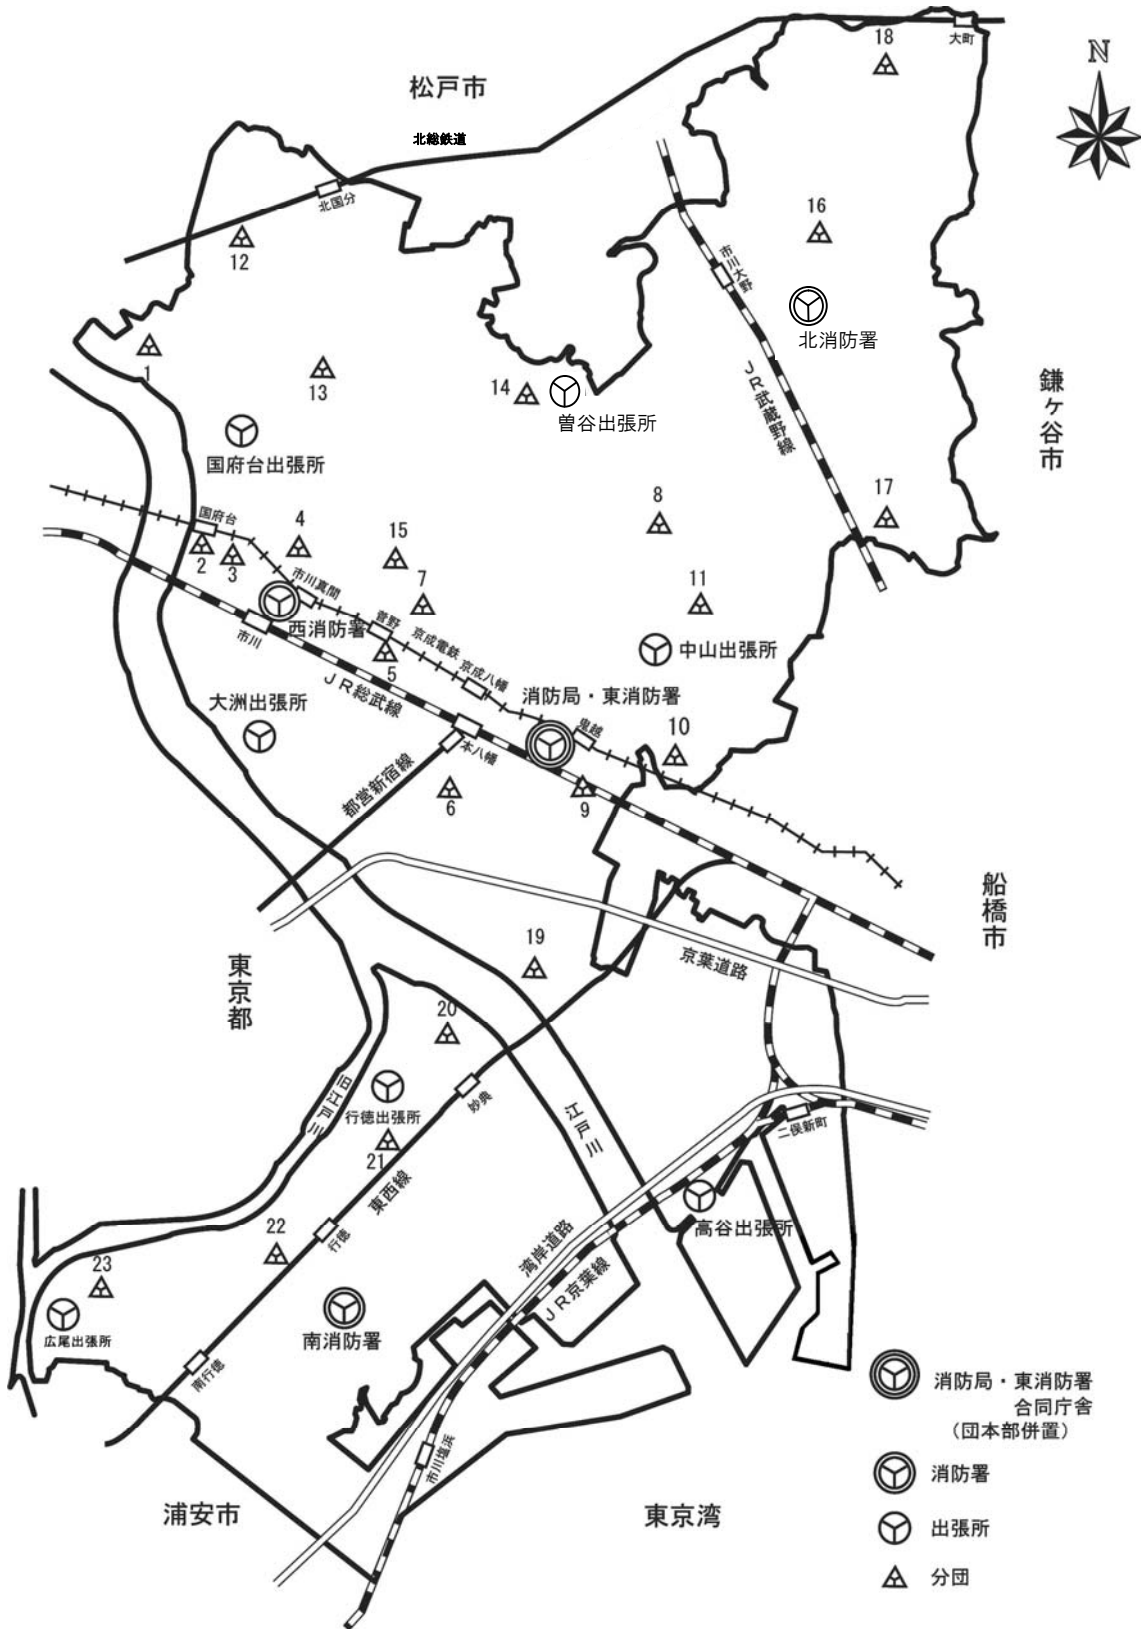 18
大町
N
松戸市
北総鉄道
北国分
16
12
市川大野
北消防署
1
13
14
曽谷出張所
JR武蔵野線
鎌ヶ谷市
国府台出張所
8
17
国府台
4
15
2
3
市川真間
7
11
西消防署
菅野
京成電鉄
中山出張所
市川
5
京成八幡
JR総武線
大洲出張所
消防局・東消防署
鬼越
10
本八幡
都営新宿線
6
9
船橋市
19
京葉道路
東京都
20
旧江戸川
行徳出張所
妙典
江戸川
二俣新町
21
東西線
高谷出張所
22
行徳
湾岸道路
JR京葉線
23
広尾出張所
南消防署
南行徳
消防局・東消防署
合同庁舎
（団本部併置）
市川塩浜
消防署
浦安市
東京湾
出張所
分団